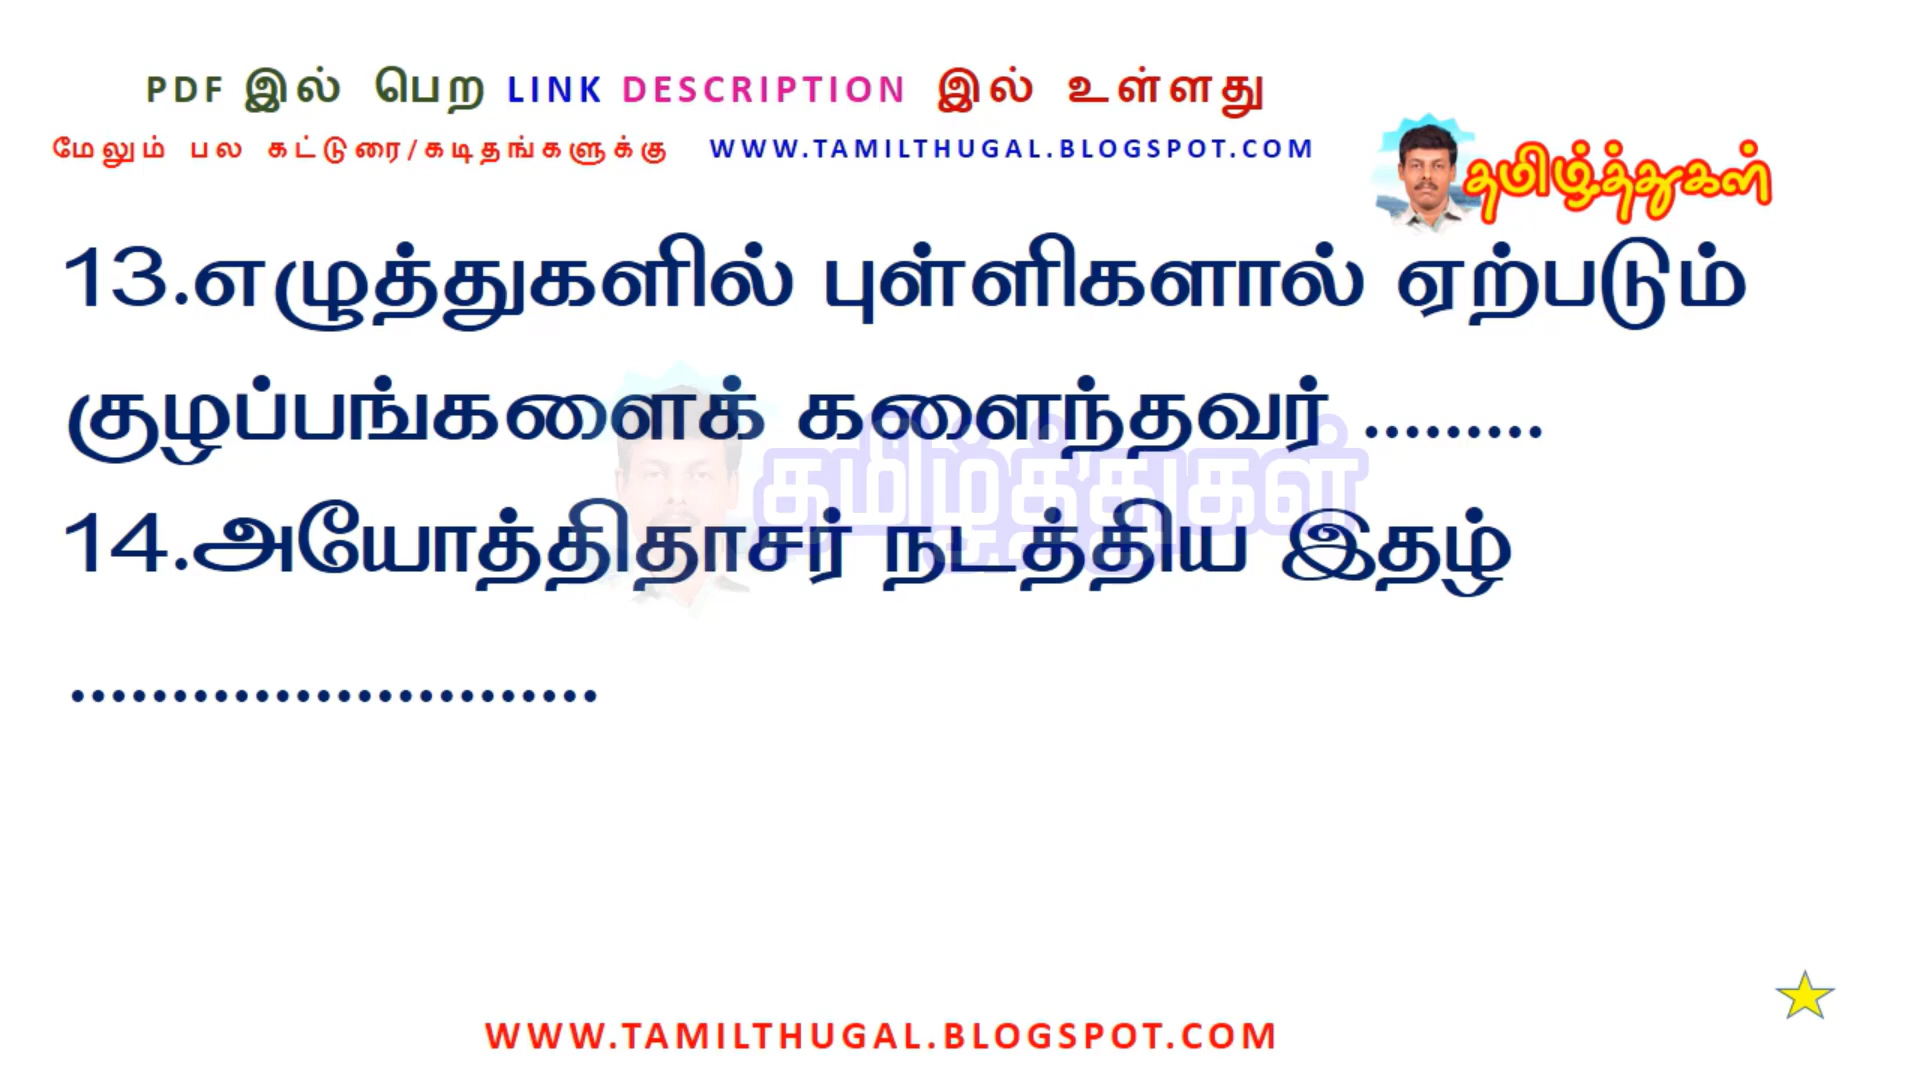 PDF இல் பெற LINK DESCRIPTION இல் உள்ளது
மேலும் பல கட்டுரை/கடிதங்களுக்கு WWW.TAMILTHUGAL.BLOGSPOT.COM
தமிழ்த்துகள்
13.எழுத்துகளில் புள்ளிகளால் ஏற்படும்
குழப்பங்களைக் களைந்தவர் .........
தமிழ்த்துகள்
14.அயோத்திதாசர் நடத்திய இதழ்
..........................
WWW.TAMILTHUGAL.BLOGSPOT.COM